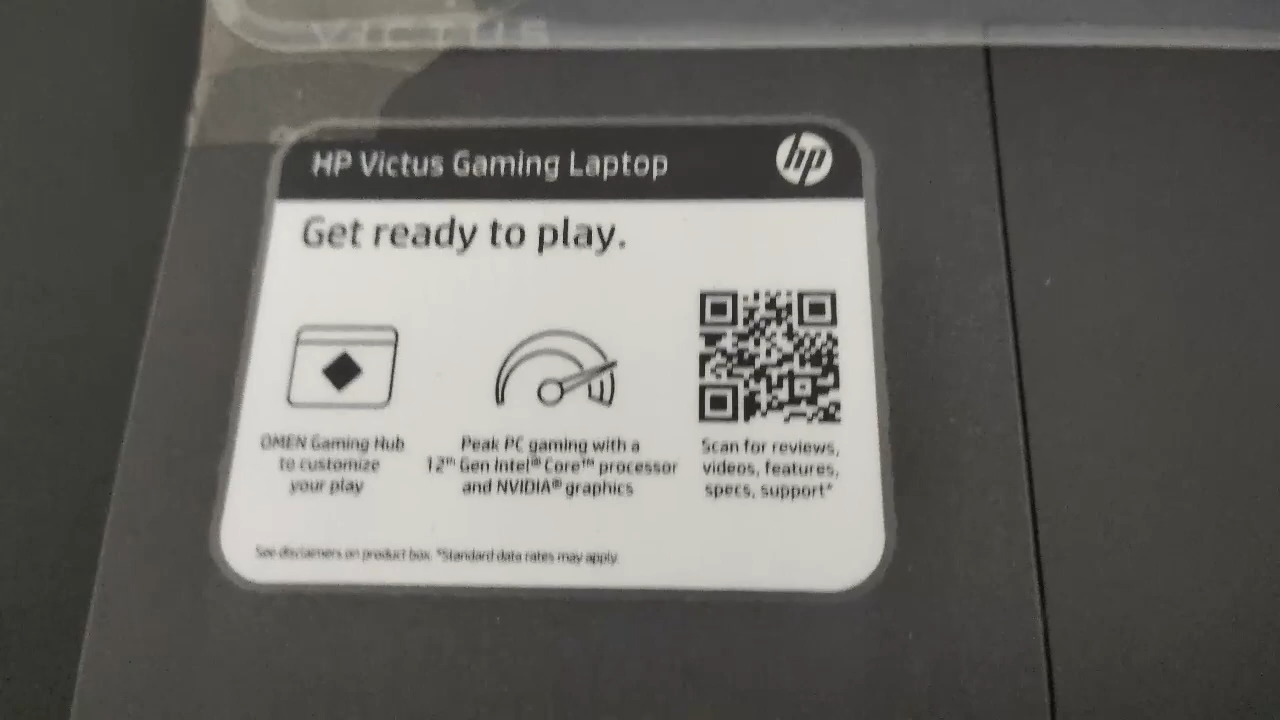 VICTUS
HP Victus Gaming Laptop
hp
Get ready to play.
OMEN Gaming Hub
to customize
your play
Peak PC gaming with a
12th Gen Intel® Core™ processor
and NVIDIA® graphics
Scan for reviews,
videos, features,
specs, support*
See disclaimers on product box. *Standard data rates may apply.